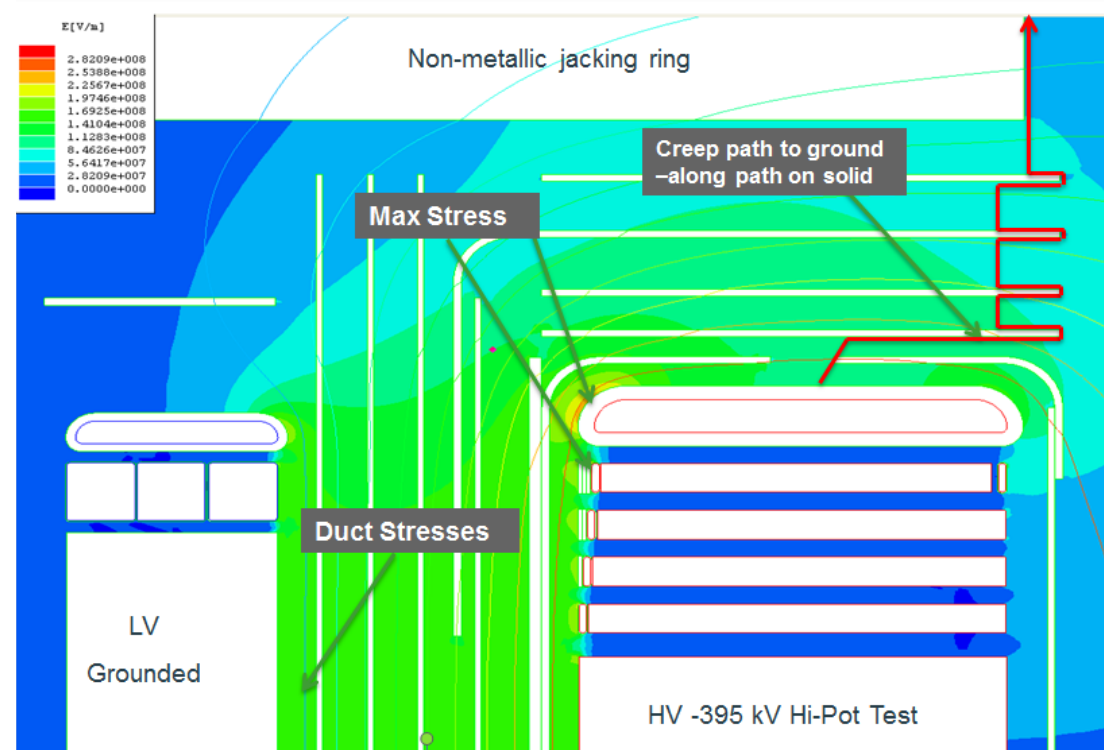 E[V/m]
2.8209e+008
2.5388e+008
2.2567e+008
1.9746e+008
1.6925e+008
1.4104e+008
1.1283e+008
8.4626e+007
5.6417e+007
2.8209e+007
0.0000e+000
Non-metallic jacking ring
Creep path to ground
–along path on solid
Max Stress
Duct Stresses
LV
Grounded
HV -395 kV Hi-Pot Test